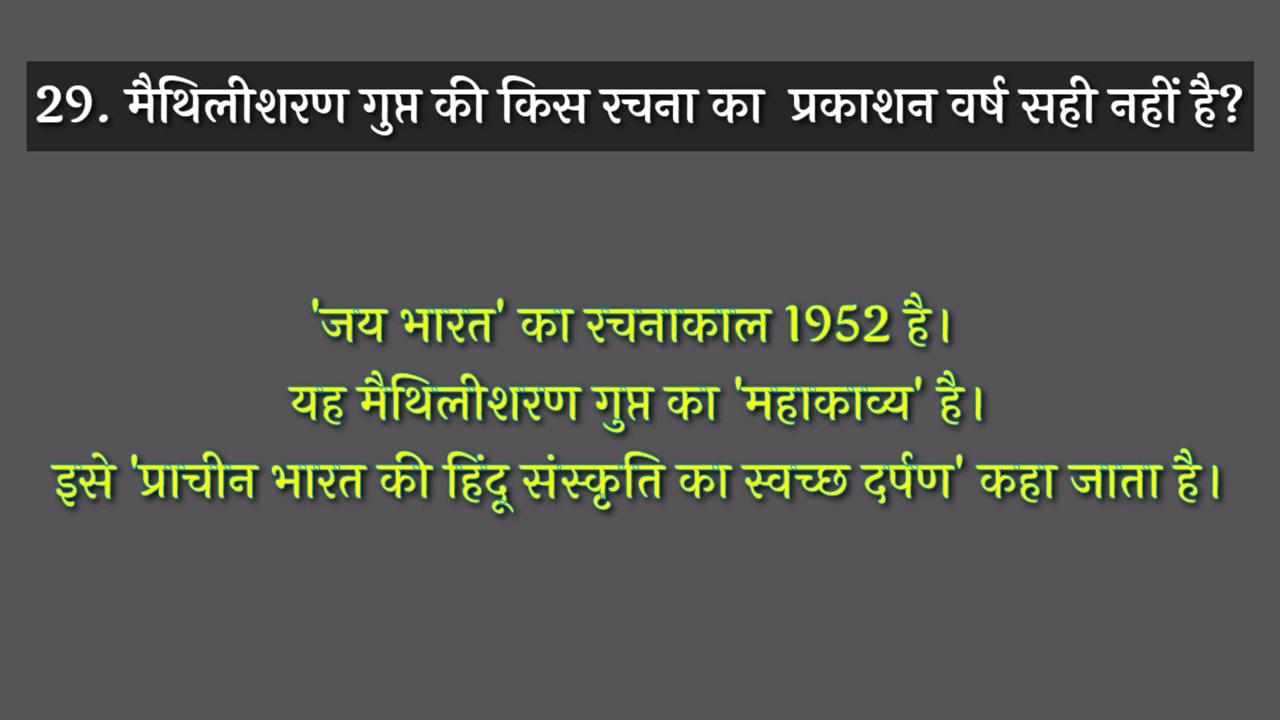 29. मैथिलीशरण गुप्त की किस रचना का प्रकाशन वर्ष सही नहीं है?
'जय भारत' का रचनाकाल 1952 है।
यह मैथिलीशरण गुप्त का 'महाकाव्य' है।
इसे 'प्राचीन भारत की हिंदू संस्कृति का स्वच्छ दर्पण' कहा जाता है।